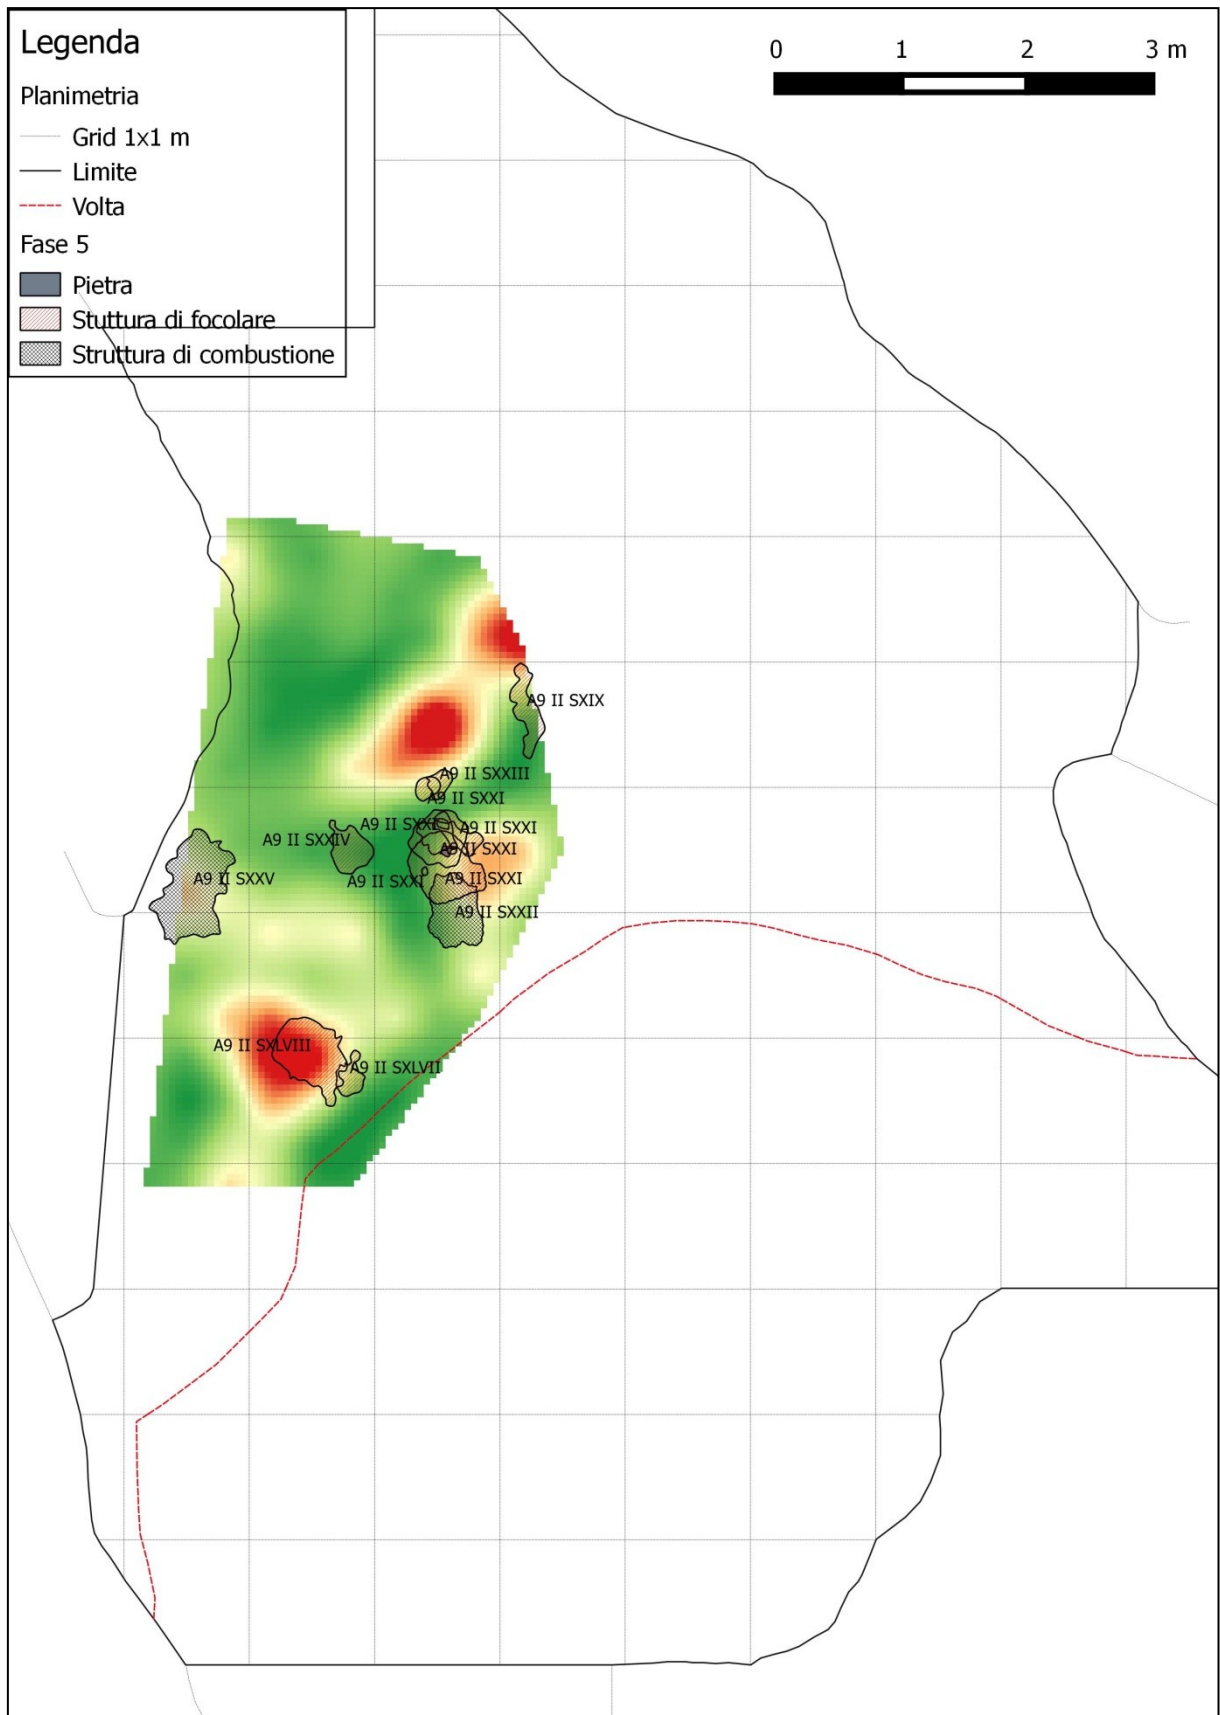 Legenda
Planimetria
Grid 1x1 m
Limite
Volta
Fase 5
Pietra
Stuttura di focolare
Struttura di combustione
0 1 2 3 m
A9 II SXIX
A9 II SXXIII
A9 II SXXI
A9 II SXXI
A9 II SXXI
A9 II SXXIV
A9 II SXXI
A9 II SXXV
A9 II SXXI
A9 II SXXI
A9 II SXXII
A9 II SXLVIII
A9 II SXLVII